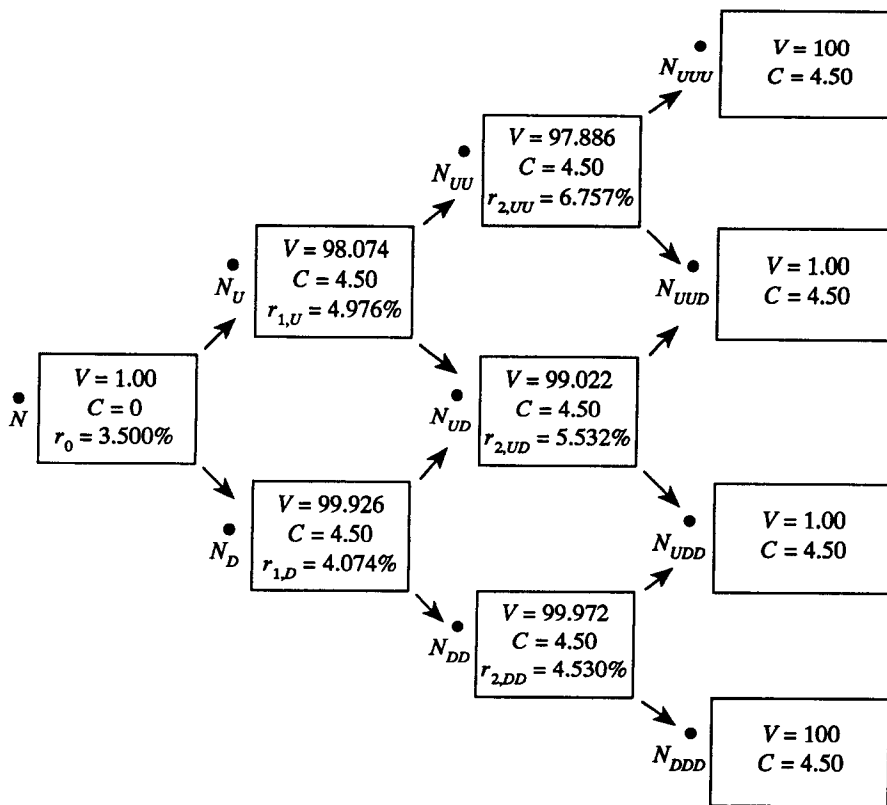 N_UUU
V = 100
C = 4.50
N_UU
V = 97.886
C = 4.50
r_2,UU = 6.757%
N_U
V = 98.074
C = 4.50
r_1,U = 4.976%
N_UUD
V = 1.00
C = 4.50
N
V = 1.00
C = 0
r_0 = 3.500%
N_UD
V = 99.022
C = 4.50
r_2,UD = 5.532%
N_D
V = 99.926
C = 4.50
r_1,D = 4.074%
N_UDD
V = 1.00
C = 4.50
N_DD
V = 99.972
C = 4.50
r_2,DD = 4.530%
N_DDD
V = 100
C = 4.50